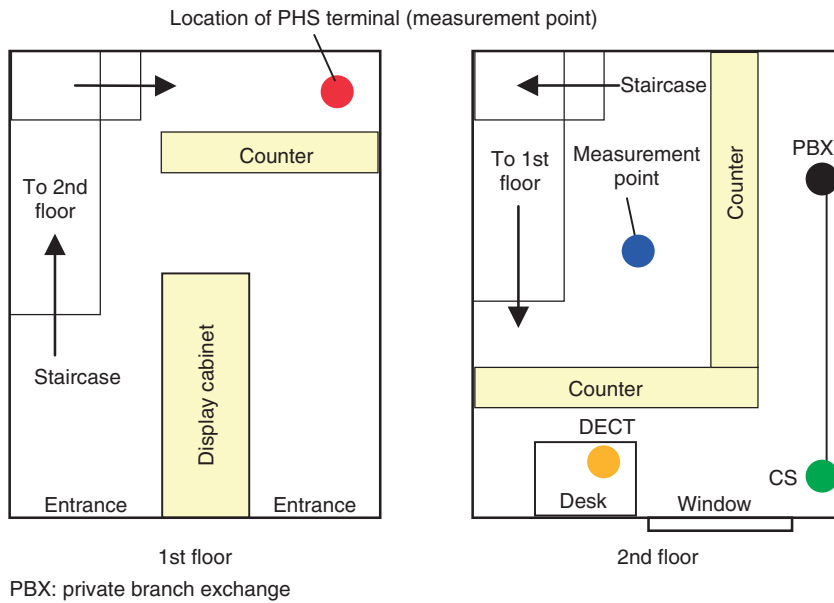 Location of PHS terminal (measurement point)
Counter
To 2nd
floor
Display cabinet
Staircase
Entrance
Entrance
1st floor
Staircase
To 1st
floor
Measurement
point
Counter
PBX
Counter
DECT
Desk
Window
CS
2nd floor
PBX: private branch exchange